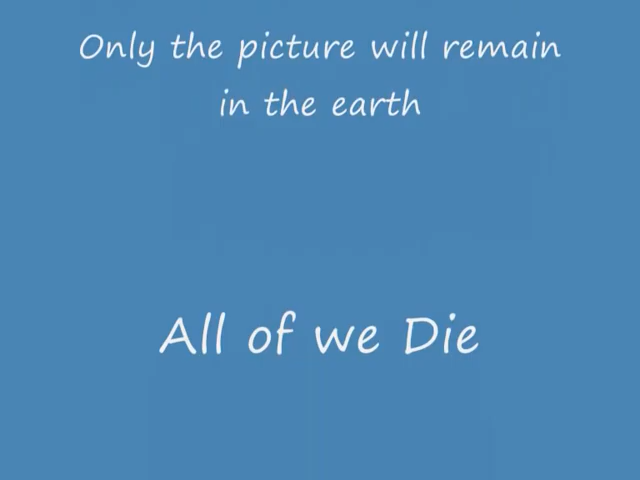 Only the picture will remain
in the earth
All of we Die